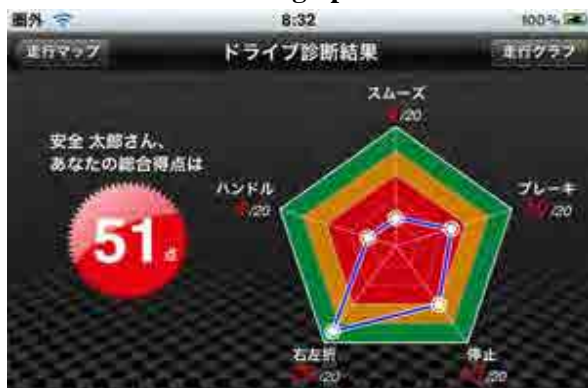 圏外 8:32 100%
走行マップ ドライブ診断結果 走行グラフ
安全 太郎さん、
あなたの総合得点は
51点
スムーズ
/20
ハンドル
/20
ブレーキ
/20
右左折
/20
停止
/20